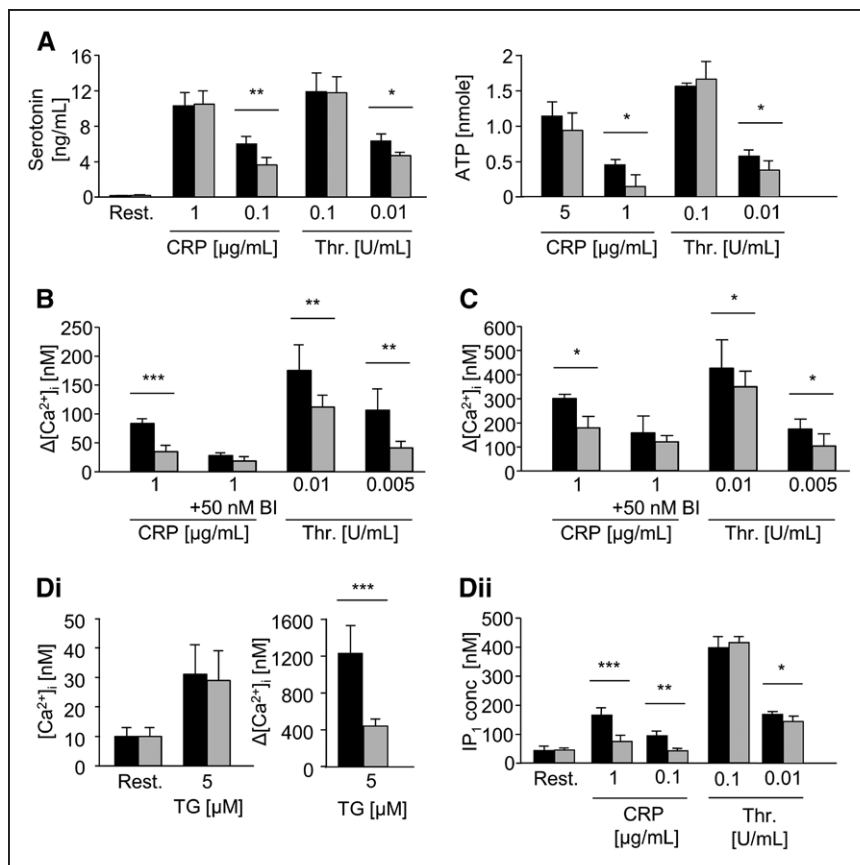 A
Serotonin
[ng/mL]
16
12
8
4
0
** *
Rest. 1 0.1 0.1 0.01
CRP [µg/mL] Thr. [U/mL]
ATP [nmole]
2
1.5
1
0.5
0
* *
5 1 0.1 0.01
CRP [µg/mL] Thr. [U/mL]
B
Δ[Ca²⁺]ᵢ [nM]
250
200
150
100
50
0
*** ** **
1 1 0.01 0.005
+50 nM BI
CRP [µg/mL] Thr. [U/mL]
C
Δ[Ca²⁺]ᵢ [nM]
600
500
400
300
200
100
0
* * *
1 1 0.01 0.005
+50 nM BI
CRP [µg/mL] Thr. [U/mL]
Di
[Ca²⁺]ᵢ [nM]
50
40
30
20
10
0
Rest. 5
TG [µM]
Δ[Ca²⁺]ᵢ [nM]
1600
1200
800
400
0
***
5
TG [µM]
Dii
IP₁ conc [nM]
500
400
300
200
100
0
*** ** *
Rest. 1 0.1 0.1 0.01
CRP Thr.
[µg/mL] [U/mL]